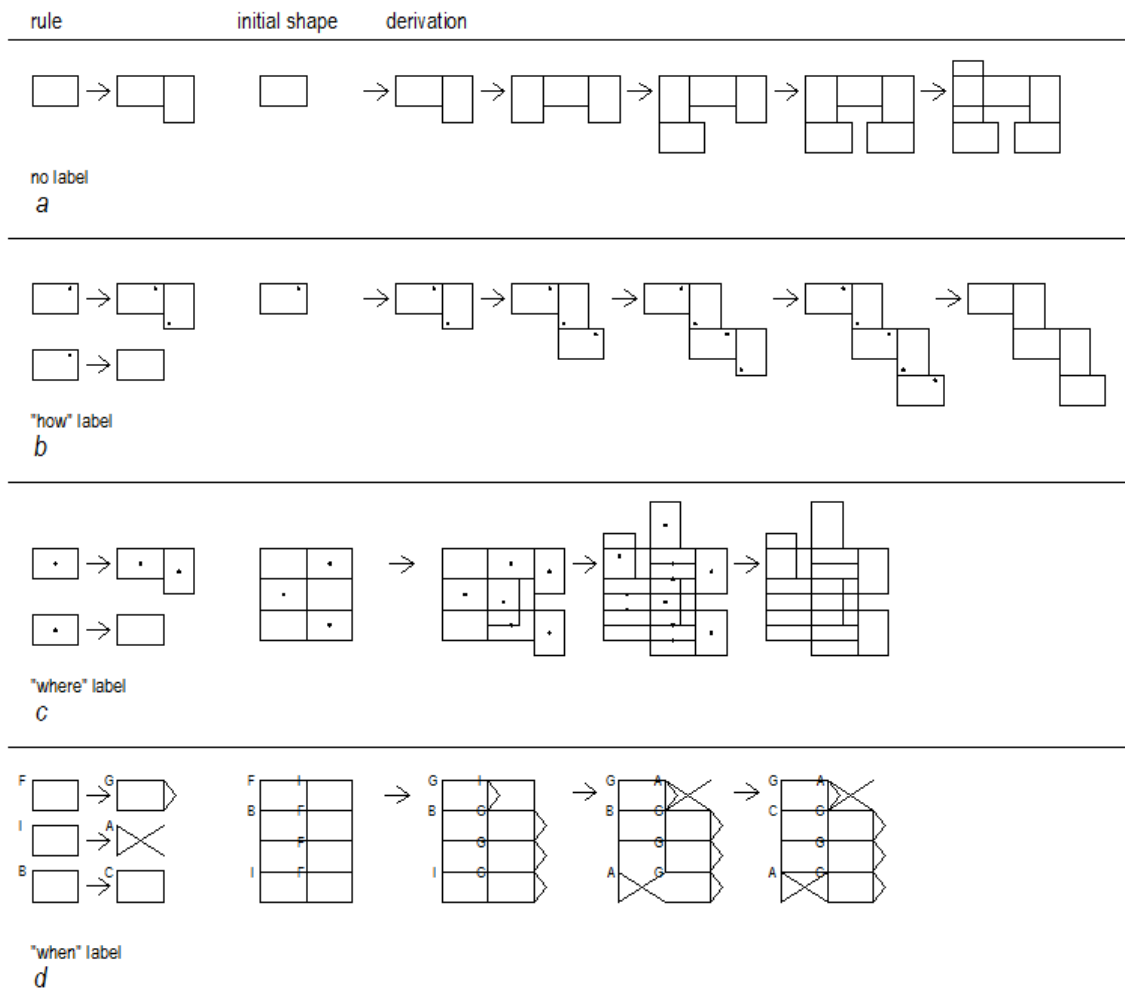 rule initial shape derivation
no label
a
"how" label
b
"where" label
c
F G F I G I G A G A
B F B G B G C G
I A
F G G G
B C I F I G A G A G
"when" label
d